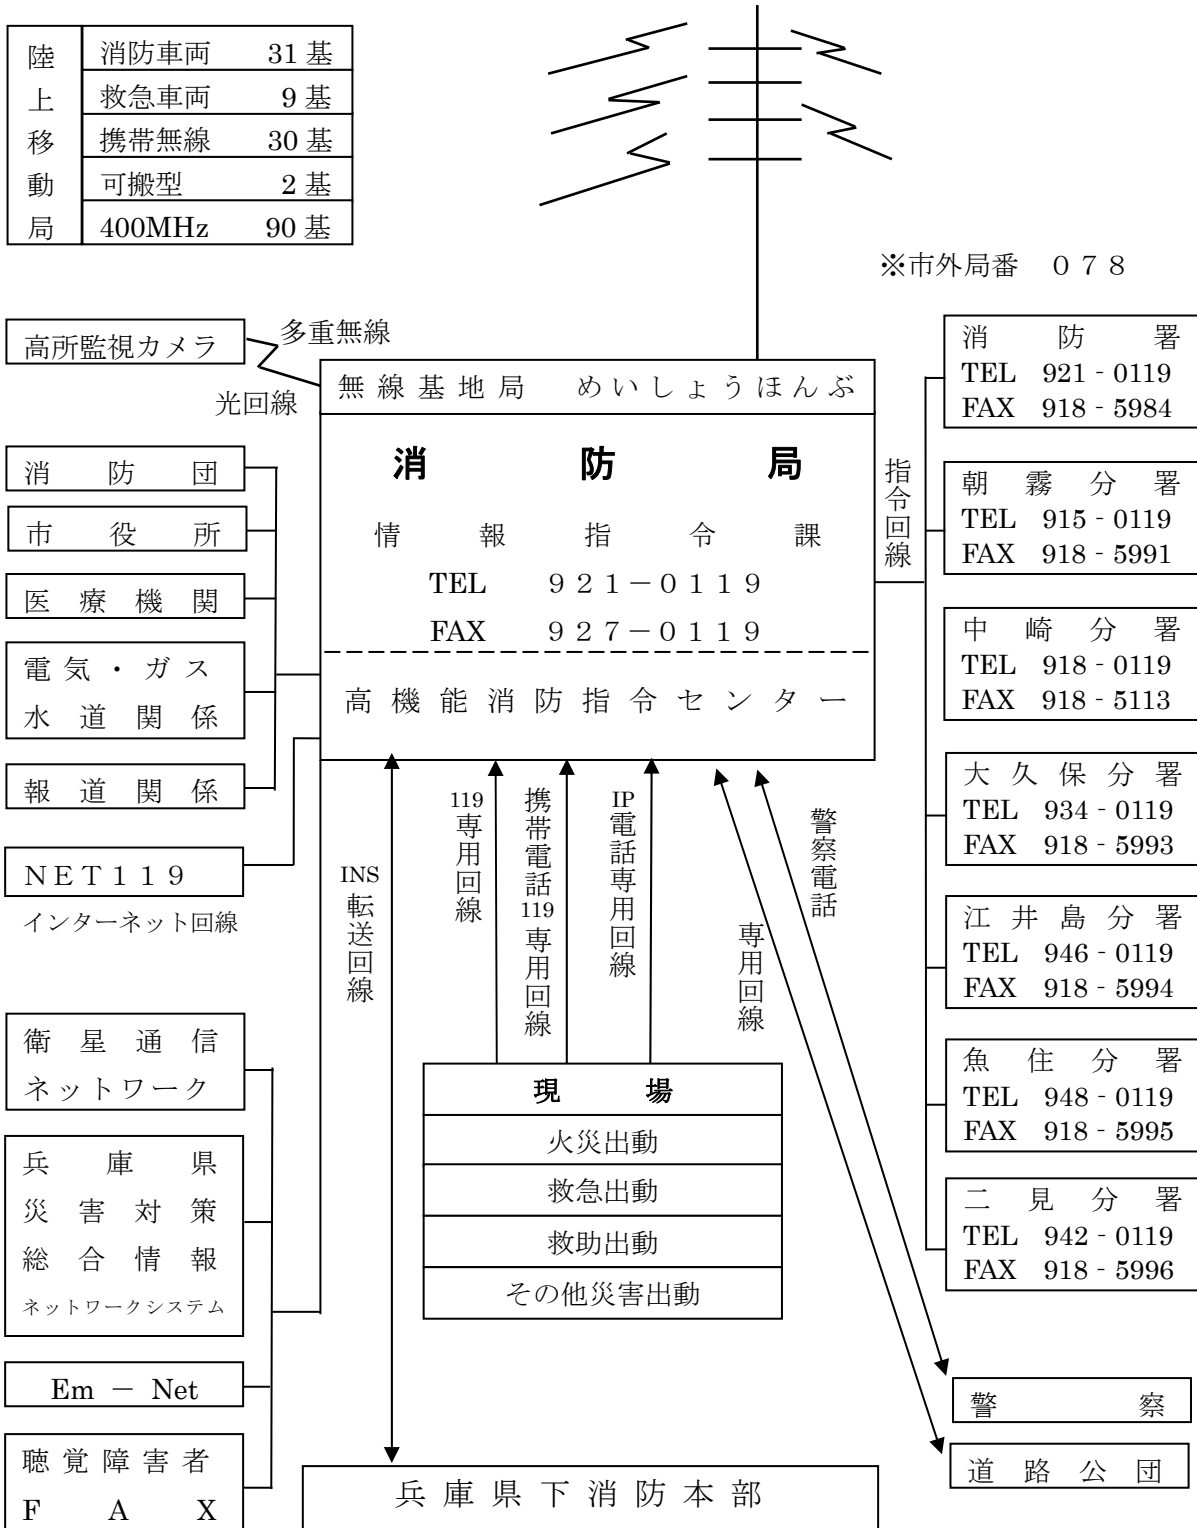 陸上移動局
消防車両 31基
救急車両 9基
携帯無線 30基
可搬型 2基
400MHz 90基
※市外局番 ０７８
高所監視カメラ
多重無線
光回線
無線基地局 めいしょうほんぶ
消防局
情報指令課
TEL ９２１－０１１９
FAX ９２７－０１１９
高機能消防指令センター
消防団
市役所
医療機関
電気・ガス
水道関係
報道関係
ＮＥＴ１１９
インターネット回線
衛星通信
ネットワーク
兵庫県
災害対策
総合情報
ネットワークシステム
Em － Net
聴覚障害者
FAX
INS転送回線
119専用回線
携帯電話119専用回線
IP電話専用回線
専用回線
警察電話
指令回線
現場
火災出動
救急出動
救助出動
その他災害出動
兵庫県下消防本部
消防署
TEL 921‐0119
FAX 918‐5984
朝霧分署
TEL 915‐0119
FAX 918‐5991
中崎分署
TEL 918‐0119
FAX 918‐5113
大久保分署
TEL 934‐0119
FAX 918‐5993
江井島分署
TEL 946‐0119
FAX 918‐5994
魚住分署
TEL 948‐0119
FAX 918‐5995
二見分署
TEL 942‐0119
FAX 918‐5996
警察
道路公団